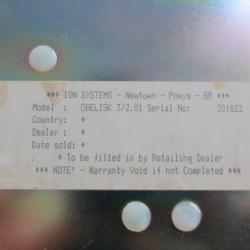 *** ION SYSTEMS - Newtown - Powys - GB ***
Model : OBELISK 3/2.01 Serial No: 301622
Country: *
Dealer : *
Date sold: *
* To be filled in by Retailing Dealer
*** NOTE! - Warranty Void if not Completed ***